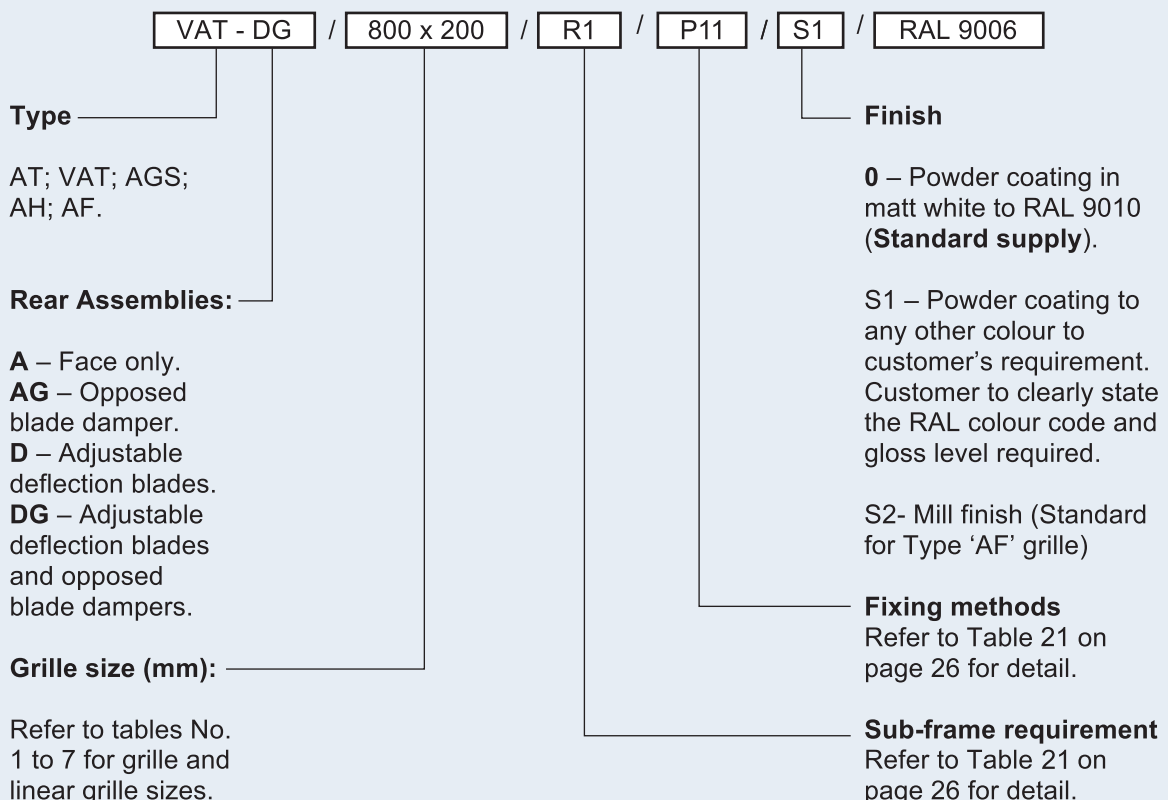 VAT - DG / 800 x 200 / R1 / P11 / S1 / RAL 9006
Type
AT; VAT; AGS;
AH; AF.
Rear Assemblies:
A – Face only.
AG – Opposed
blade damper.
D – Adjustable
deflection blades.
DG – Adjustable
deflection blades
and opposed
blade dampers.
Grille size (mm):
Refer to tables No.
1 to 7 for grille and
linear grille sizes.
Finish
0 – Powder coating in
matt white to RAL 9010
(Standard supply).
S1 – Powder coating to
any other colour to
customer’s requirement.
Customer to clearly state
the RAL colour code and
gloss level required.
S2- Mill finish (Standard
for Type ‘AF’ grille)
Fixing methods
Refer to Table 21 on
page 26 for detail.
Sub-frame requirement
Refer to Table 21 on
page 26 for detail.